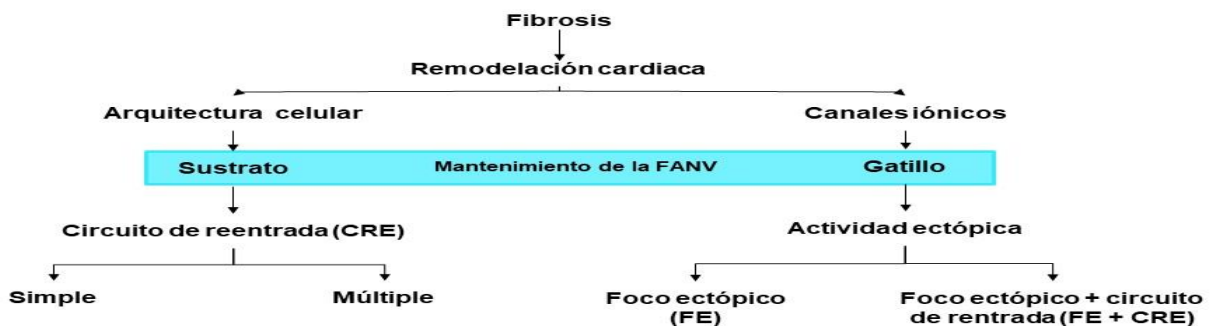 Fibrosis
Remodelación cardiaca
Arquitectura celular
Canales iónicos
Sustrato
Mantenimiento de la FANV
Gatillo
Circuito de reentrada (CRE)
Actividad ectópica
Simple
Múltiple
Foco ectópico
(FE)
Foco ectópico + circuito
de rentrada (FE + CRE)